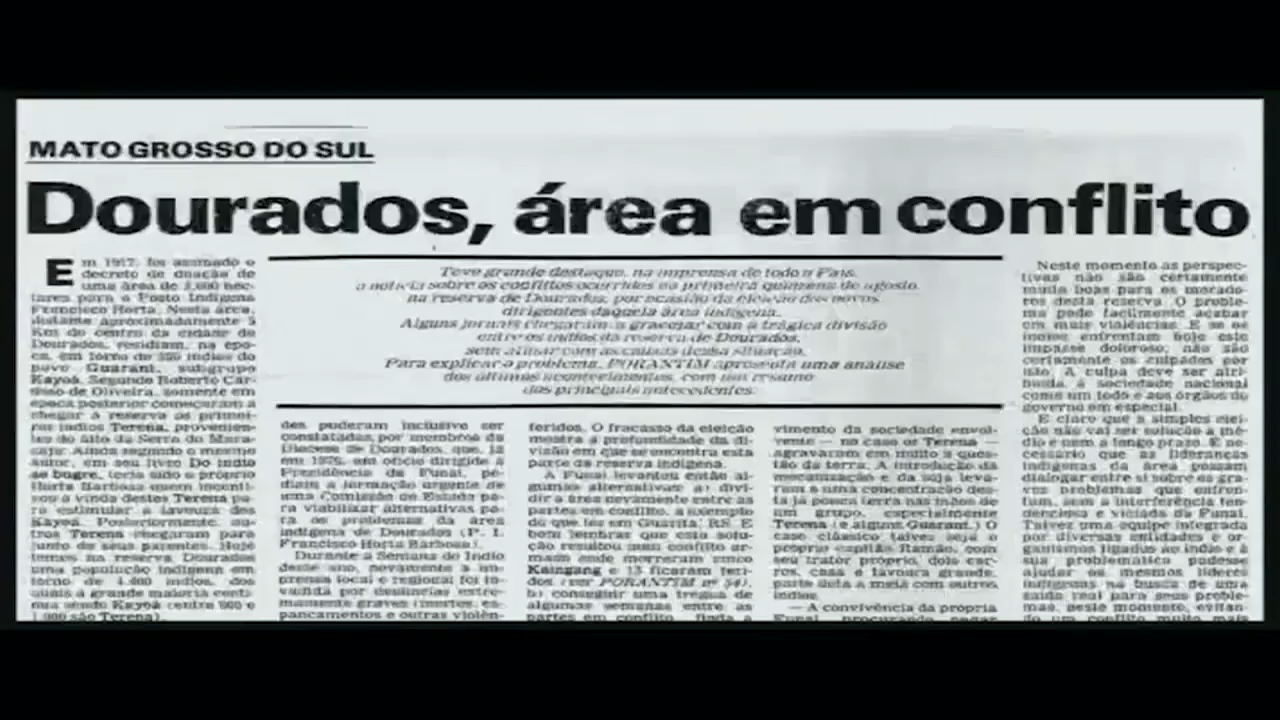 MATO GROSSO DO SUL
Dourados, área em conflito
Em 1917, foi assinado o
decreto de doação de
uma área de 3.600 hec-
tares para o Posto Indígena
Francisco Horta. Nesta área,
distante aproximadamente 5
Km do centro da cidade de
Dourados, residiam, na épo-
ca, em torno de índios do
povo Guarani, subgrupo
Kayoá. Segundo Roberto Car-
doso de Oliveira, somente em
época posterior começaram a
chegar à reserva os primei-
ros índios Terena, provenien-
tes do alto da Serra do Mara-
caju. Ainda segundo o mesmo
autor, em seu livro Do índio
ao bugre, teria sido o próprio
Horta Barbosa quem incenti-
vou a vinda destes Terena pa-
ra estimular a lavoura dos
Kayoá. Posteriormente, ou-
tros Terena chegaram para
junto de seus parentes. Hoje
temos na reserva Dourados
uma população indígena em
torno de índios, dos
quais a grande maioria conti-
nua sendo Kayoá (entre e
são Terena).
Teve grande destaque, na imprensa de todo o País,
a notícia sobre os conflitos ocorridos na primeira quinzena de agosto
na reserva de Dourados, por ocasião da eleição dos novos
dirigentes daquela área indígena.
Alguns jornais chegaram a gracejar com a trágica divisão
entre os índios da reserva de Dourados,
sem atinar com as causas dessa situação.
Para explicar o problema, PORANTIM apresenta uma análise
dos últimos acontecimentos, com um resumo
dos principais antecedentes.
des puderam inclusive ser
constatadas por membros da
Diocese de Dourados, que, já
em 1976, em ofício dirigido à
Presidência da Funai, pe-
diam a formação urgente de
uma Comissão de Estudo pa-
ra viabilizar alternativas pa-
ra os problemas da área
indígena de Dourados (P. I.
Francisco Horta Barbosa).
Durante a Semana do Índio
deste ano, novamente a im-
prensa local e regional foi in-
vadida por denúncias extre-
mamente graves (mortes, es-
pancamentos e outras violên-
feridos. O fracasso da eleição
mostra a profundidade da di-
visão em que se encontra esta
parte da reserva indígena.
A Funai levantou então al-
gumas alternativas: a) divi-
dir a área novamente entre as
partes em conflito, a exemplo
do que fez em Guarita, RS. É
bom lembrar que esta solu-
ção resultou num conflito ar-
mado onde morreram cinco
Kaingang e 13 ficaram feri-
dos (ver PORANTIM nº 54);
b) conseguir uma trégua de
algumas semanas entre as
partes em conflito, finda a
vimento da sociedade envol-
vente — no caso os Terena —
agravaram em muito a ques-
tão da terra. A introdução da
mecanização e da soja leva-
ram a uma concentração des-
ta já pouca terra nas mãos de
um grupo, especialmente
Terena (e alguns Guarani.) O
caso clássico talvez seja o
próprio capitão Ramão, com
seu trator próprio, dois car-
ros, casa e lavoura grande,
parte dela a meia com outros
índios.
— A convivência da própria
Funai, procurando pegar
Neste momento as perspec-
tivas não são certamente
muito boas para os morado-
res desta reserva. O proble-
ma pode facilmente acabar
em mais violências. E se os
índios enfrentam hoje este
impasse doloroso, não são
certamente os culpados por
isto. A culpa deve ser atri-
buída à sociedade nacional
como um todo e aos órgãos do
governo em especial.
É claro que a simples elei-
ção não vai ser solução a mé-
dio e nem a longo prazo. É ne-
cessário que as lideranças
indígenas da área possam
dialogar entre si sobre os gra-
ves problemas que enfren-
tam, sem a interferência ten-
denciosa e viciada da Funai.
Talvez uma equipe integrada
por diversas entidades e or-
ganismos ligados ao índio e à
sua problemática pudesse
ajudar os mesmos líderes
indígenas na busca de uma
saída real para seus proble-
mas, neste momento, evitan-
do um conflito muito mais